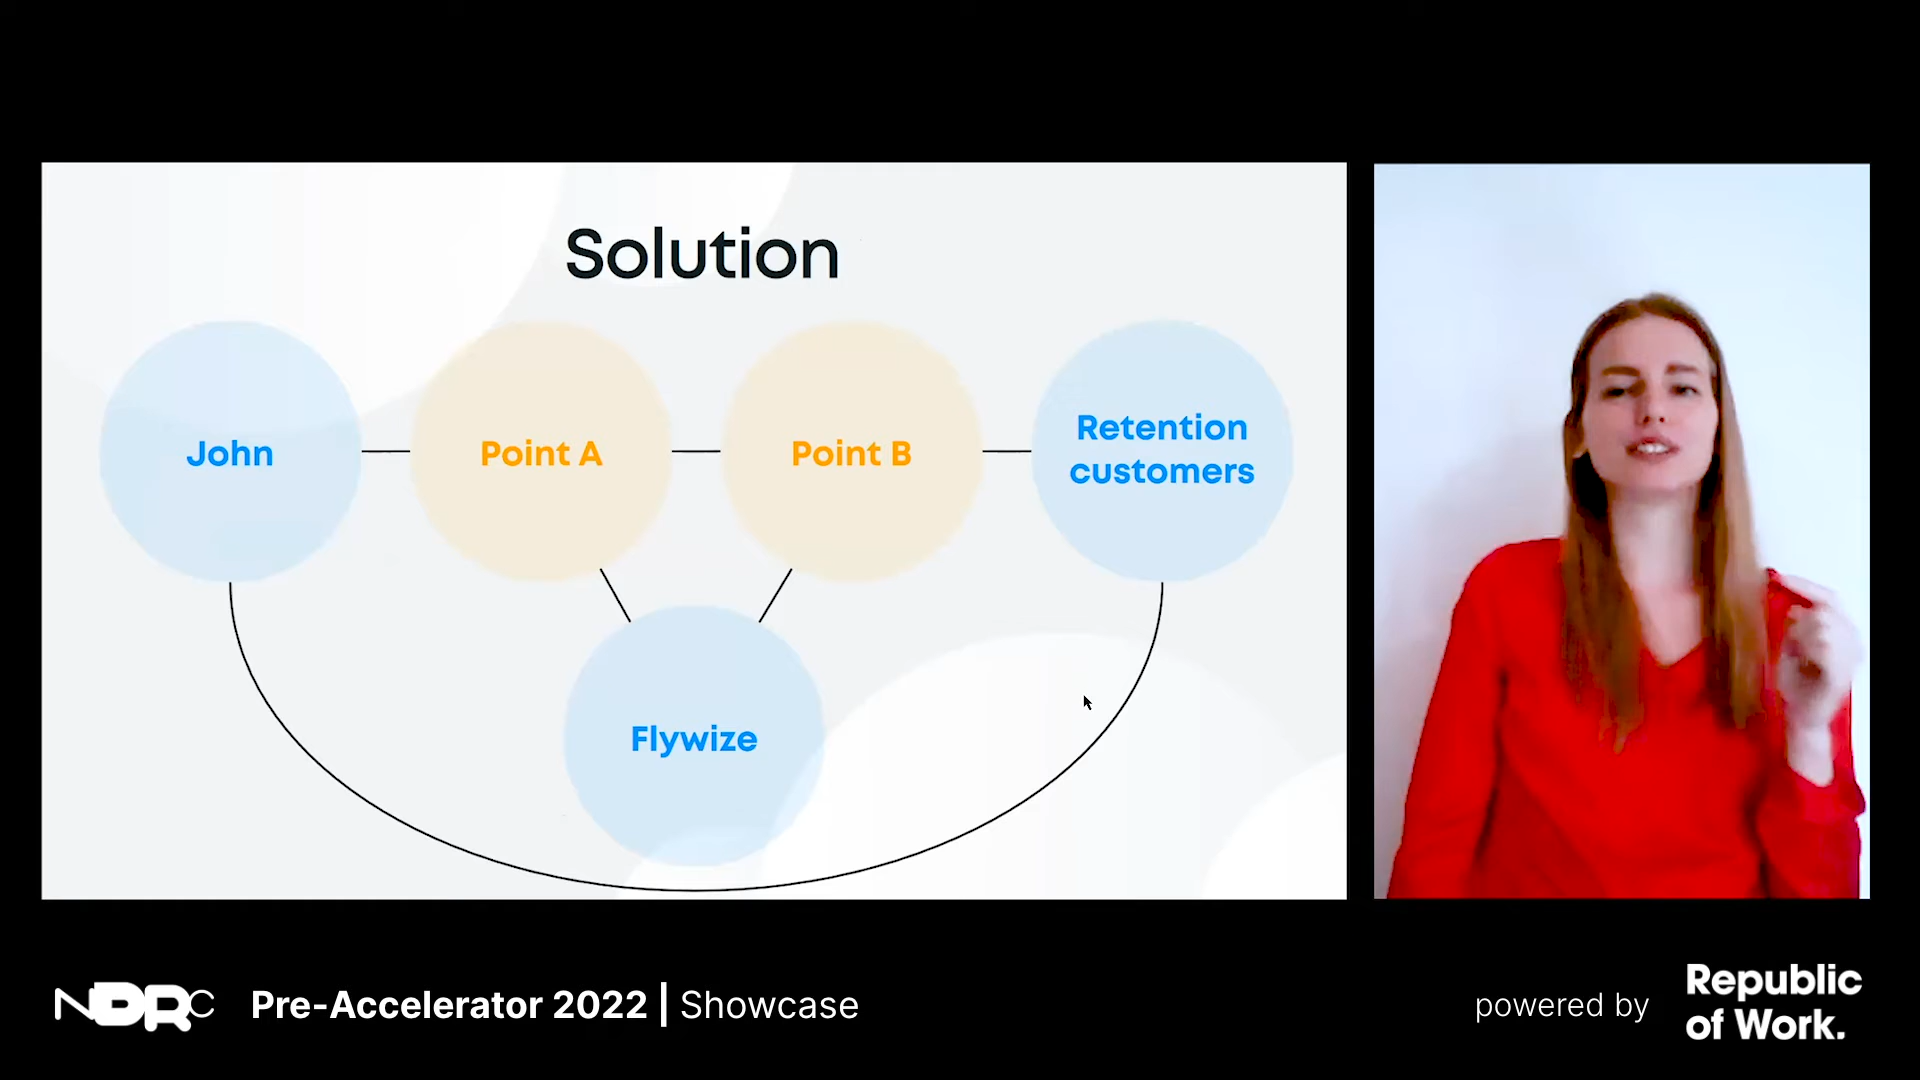 Solution
John
Point A
Point B
Retention
customers
Flywize
NDRC
Pre-Accelerator 2022 | Showcase
powered by
Republic
of Work.